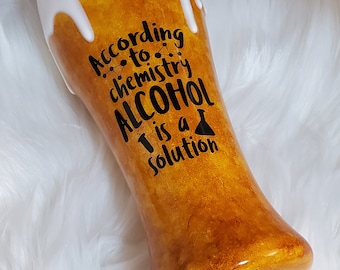 According
to
chemistry
ALCOHOL
is a
solution